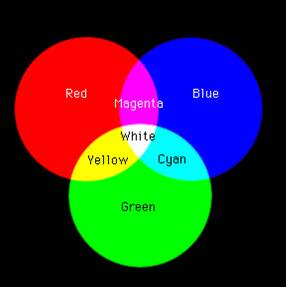 Red
Blue
Magenta
White
Yellow
Cyan
Green